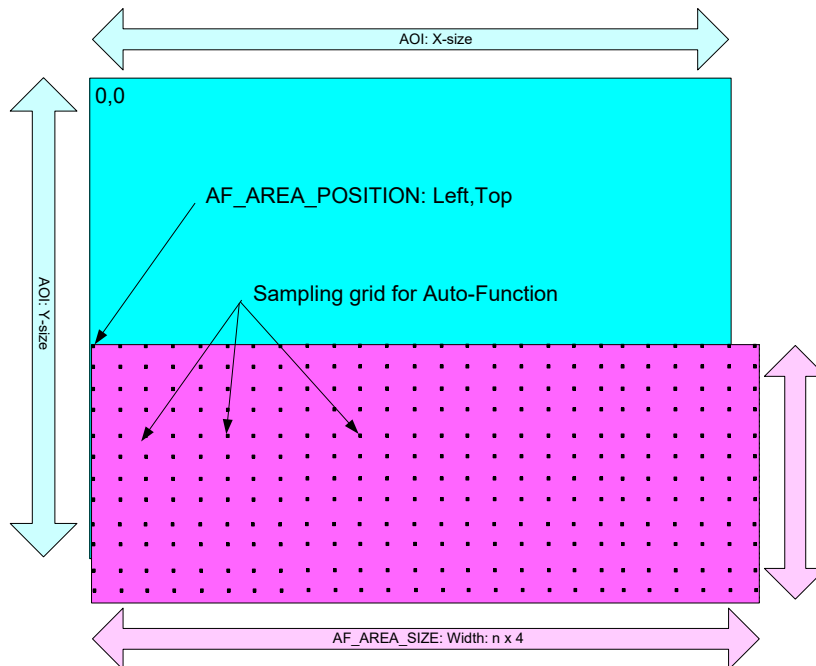 AOI: X-size
0,0
AF_AREA_POSITION: Left,Top
AOI: Y-size
Sampling grid for Auto-Function
AF_AREA_SIZE: Width: n x 4